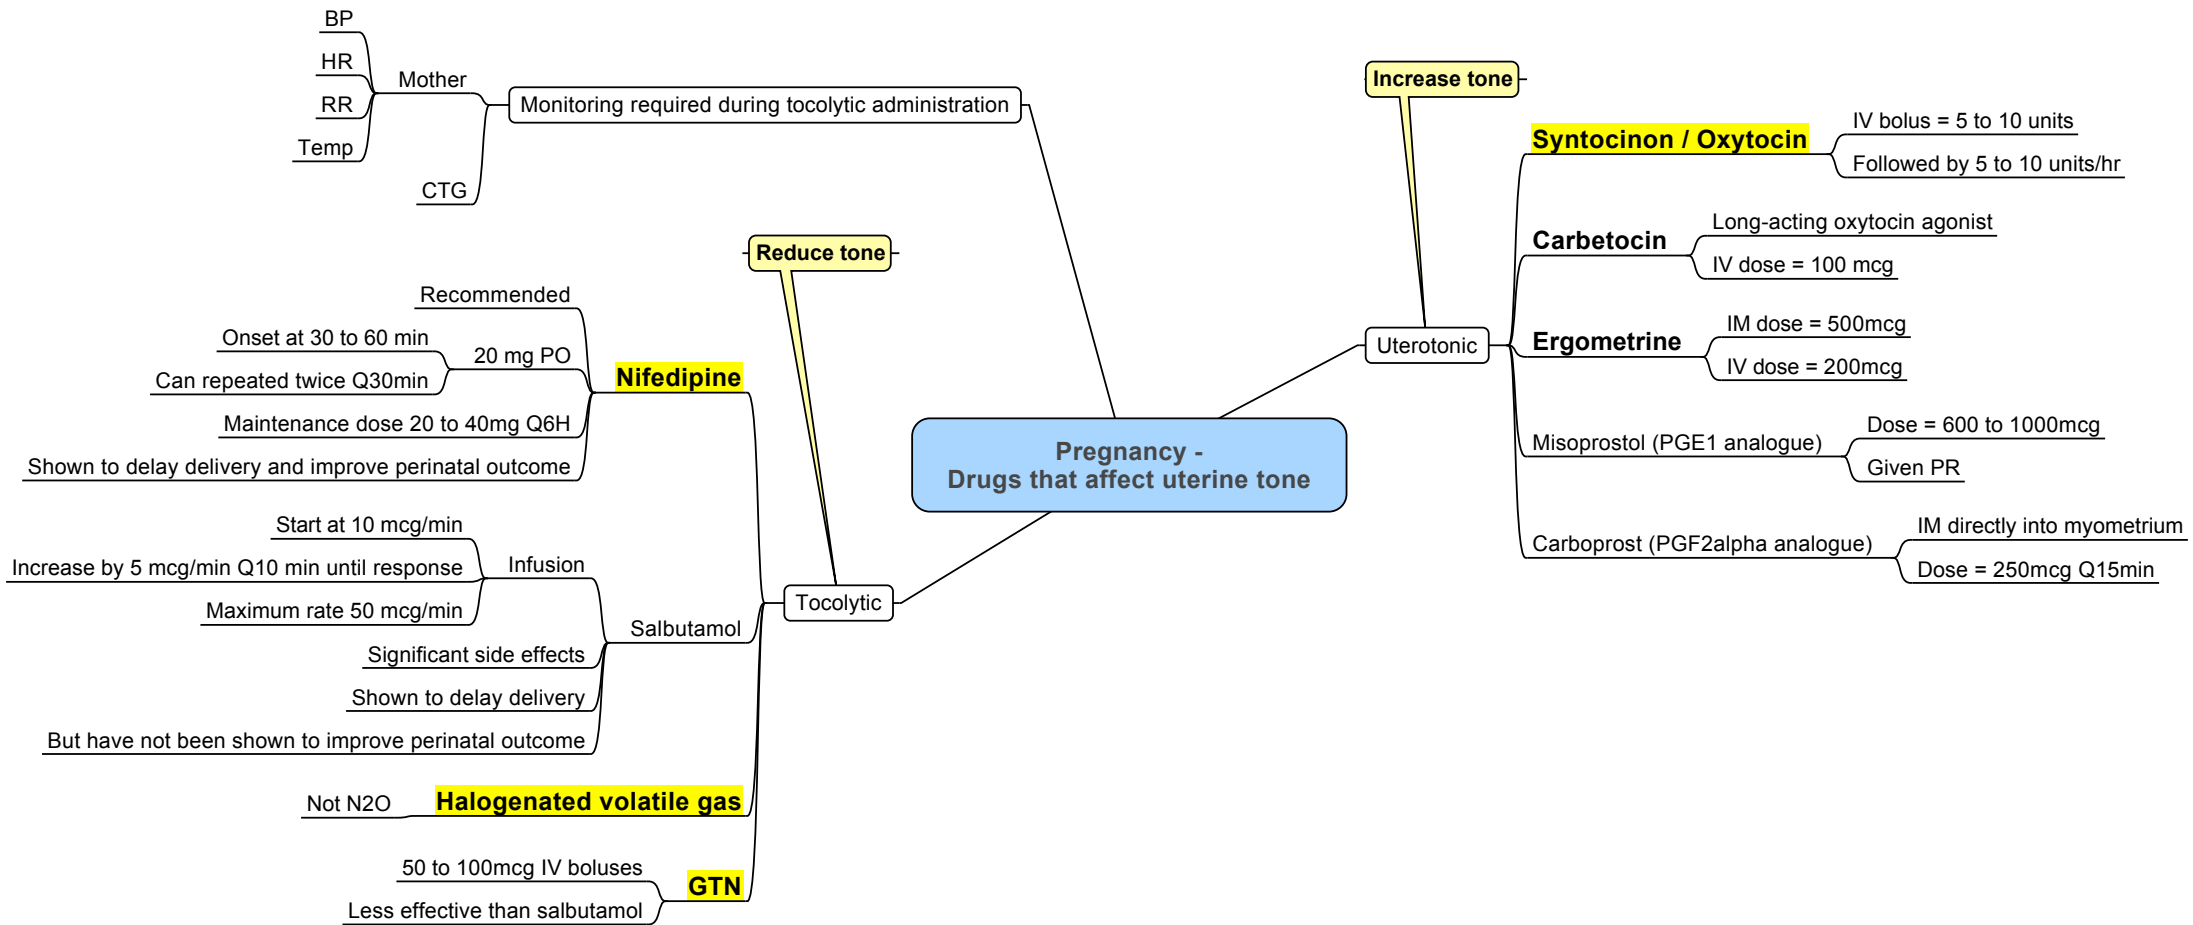 Pregnancy -
Drugs that affect uterine tone
Monitoring required during tocolytic administration
Mother
BP
HR
RR
Temp
CTG
Increase tone
Uterotonic
Syntocinon / Oxytocin
IV bolus = 5 to 10 units
Followed by 5 to 10 units/hr
Carbetocin
Long-acting oxytocin agonist
IV dose = 100 mcg
Ergometrine
IM dose = 500mcg
IV dose = 200mcg
Misoprostol (PGE1 analogue)
Dose = 600 to 1000mcg
Given PR
Carboprost (PGF2alpha analogue)
IM directly into myometrium
Dose = 250mcg Q15min
Reduce tone
Tocolytic
Nifedipine
Recommended
20 mg PO
Onset at 30 to 60 min
Can repeated twice Q30min
Maintenance dose 20 to 40mg Q6H
Shown to delay delivery and improve perinatal outcome
Salbutamol
Infusion
Start at 10 mcg/min
Increase by 5 mcg/min Q10 min until response
Maximum rate 50 mcg/min
Significant side effects
Shown to delay delivery
But have not been shown to improve perinatal outcome
Halogenated volatile gas
Not N2O
GTN
50 to 100mcg IV boluses
Less effective than salbutamol